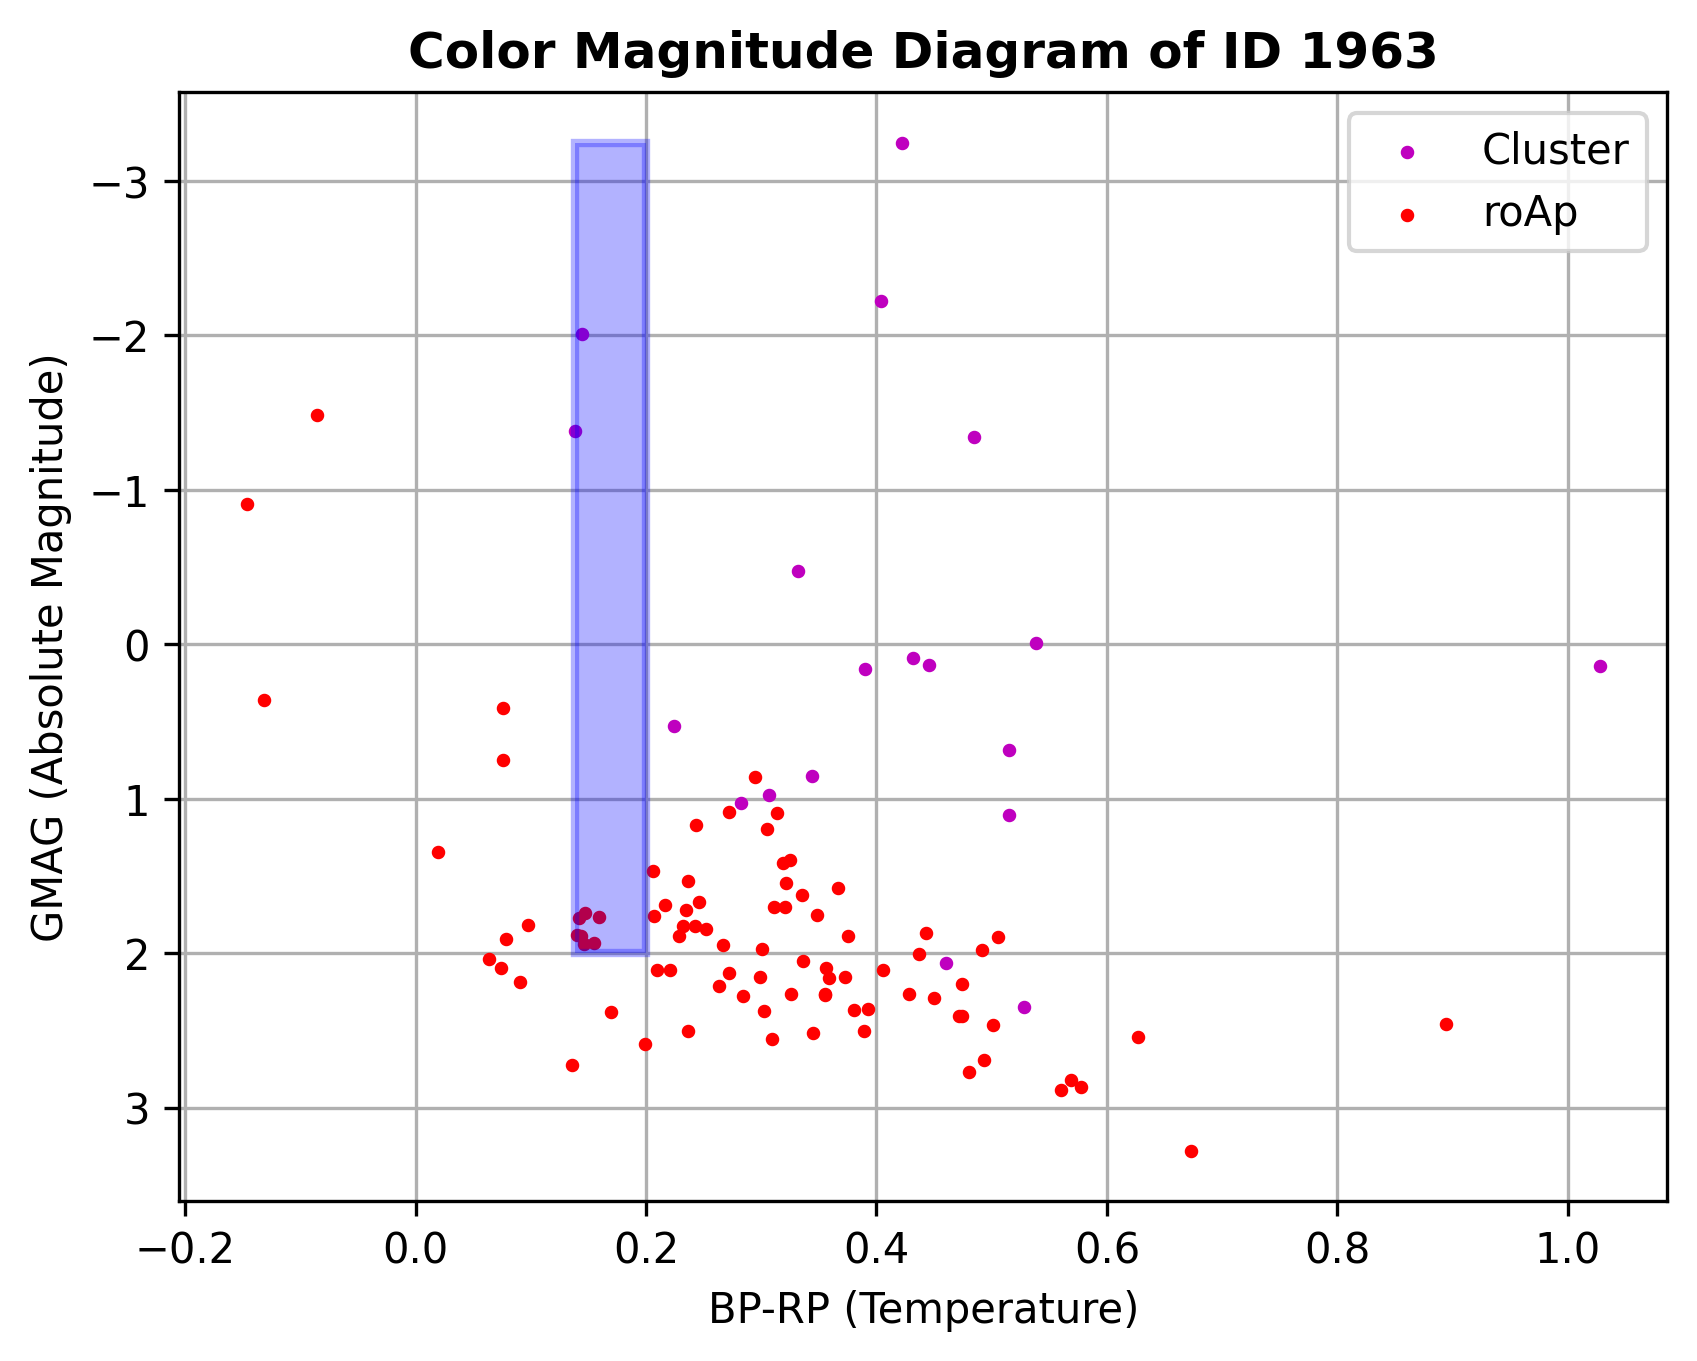 Color Magnitude Diagram of ID 1963
Cluster
roAp
GMAG (Absolute Magnitude)
−3
−2
−1
0
1
2
3
−0.2 0.0 0.2 0.4 0.6 0.8 1.0
BP-RP (Temperature)